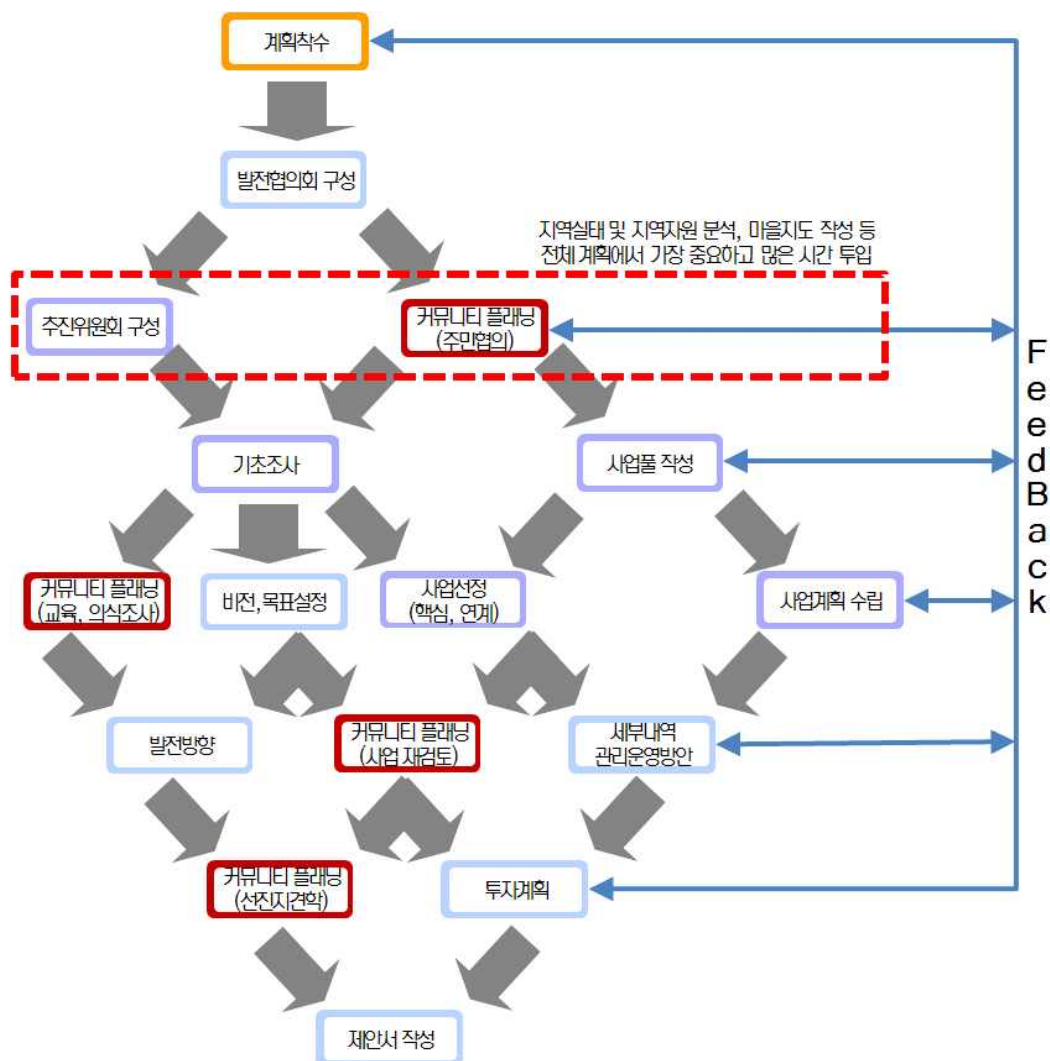 계획착수
발전협의회 구성
지역실태 및 지역자원 분석, 마을지도 작성 등
전체 계획에서 가장 중요하고 많은 시간 투입
추진위원회 구성
커뮤니티 플래닝
(주민협의)
기초조사
사업풀 작성
커뮤니티 플래닝
(교육, 의식조사)
비전,목표설정
사업선정
(핵심, 연계)
사업계획 수립
발전방향
커뮤니티 플래닝
(사업 재검토)
세부내역
관리운영방안
커뮤니티 플래닝
(선진지견학)
투자계획
제안서 작성
FeedBack